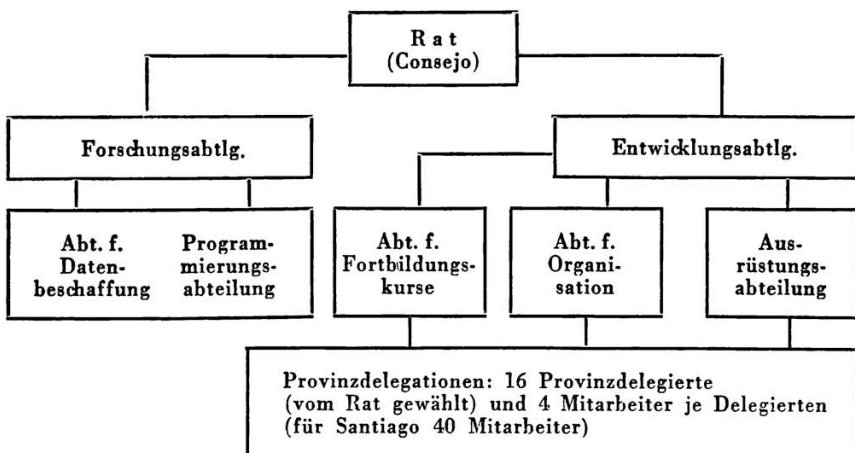 Rat
(Consejo)
Forschungsabtlg.
Entwicklungsabtlg.
Abt. f.
Daten-
beschaffung
Program-
mierungs-
abteilung
Abt. f.
Fortbildungs-
kurse
Abt. f.
Organi-
sation
Aus-
rüstungs-
abteilung
Provinzdelegationen: 16 Provinzdelegierte
(vom Rat gewählt) und 4 Mitarbeiter je Delegierten
(für Santiago 40 Mitarbeiter)